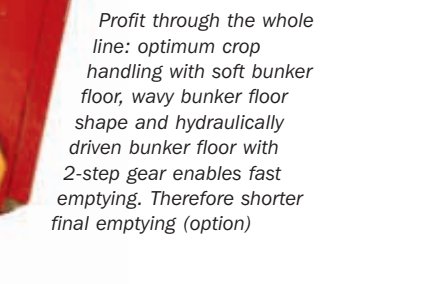 Profit through the whole
line: optimum crop
handling with soft bunker
floor, wavy bunker floor
shape and hydraulically
driven bunker floor with
2-step gear enables fast
emptying. Therefore shorter
final emptying (option)